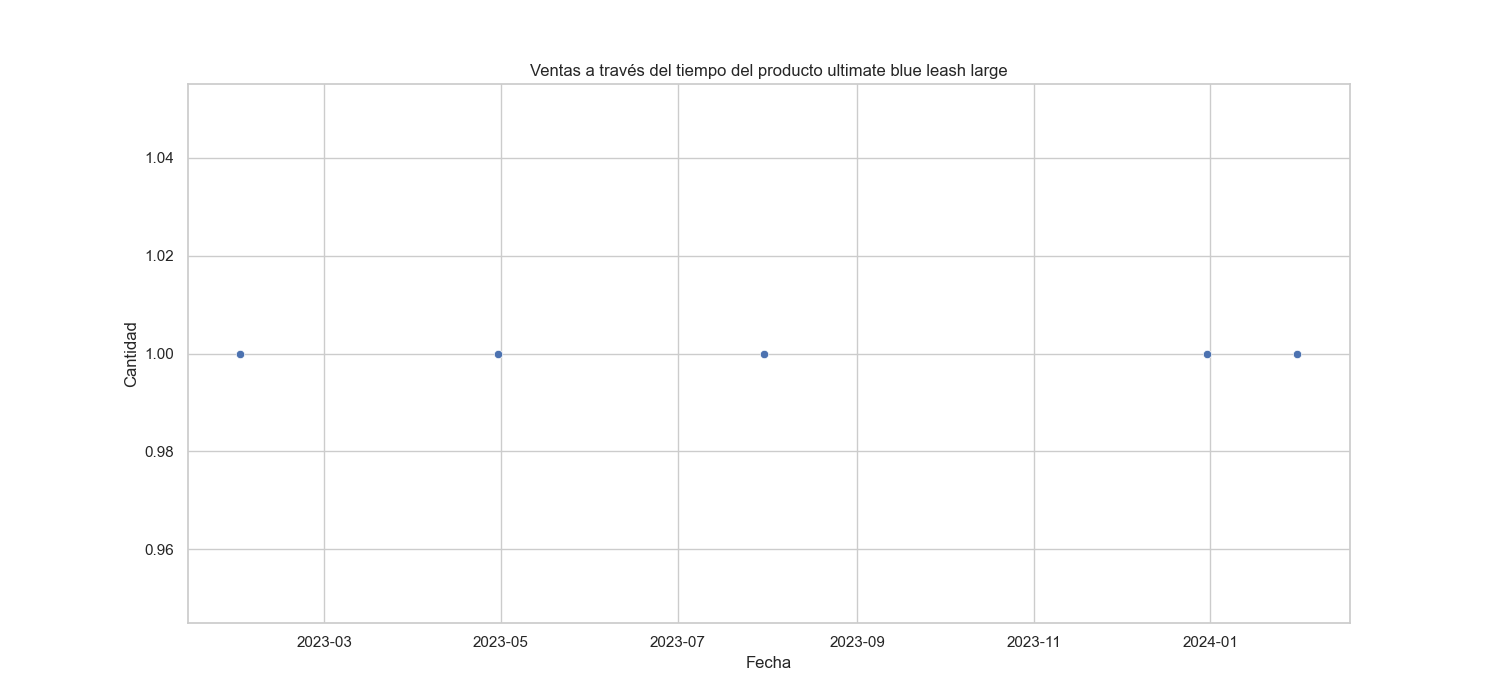 Ventas a través del tiempo del producto ultimate blue leash large
1.04
1.02
1.00
0.98
0.96
Cantidad
2023-03 2023-05 2023-07 2023-09 2023-11 2024-01
Fecha